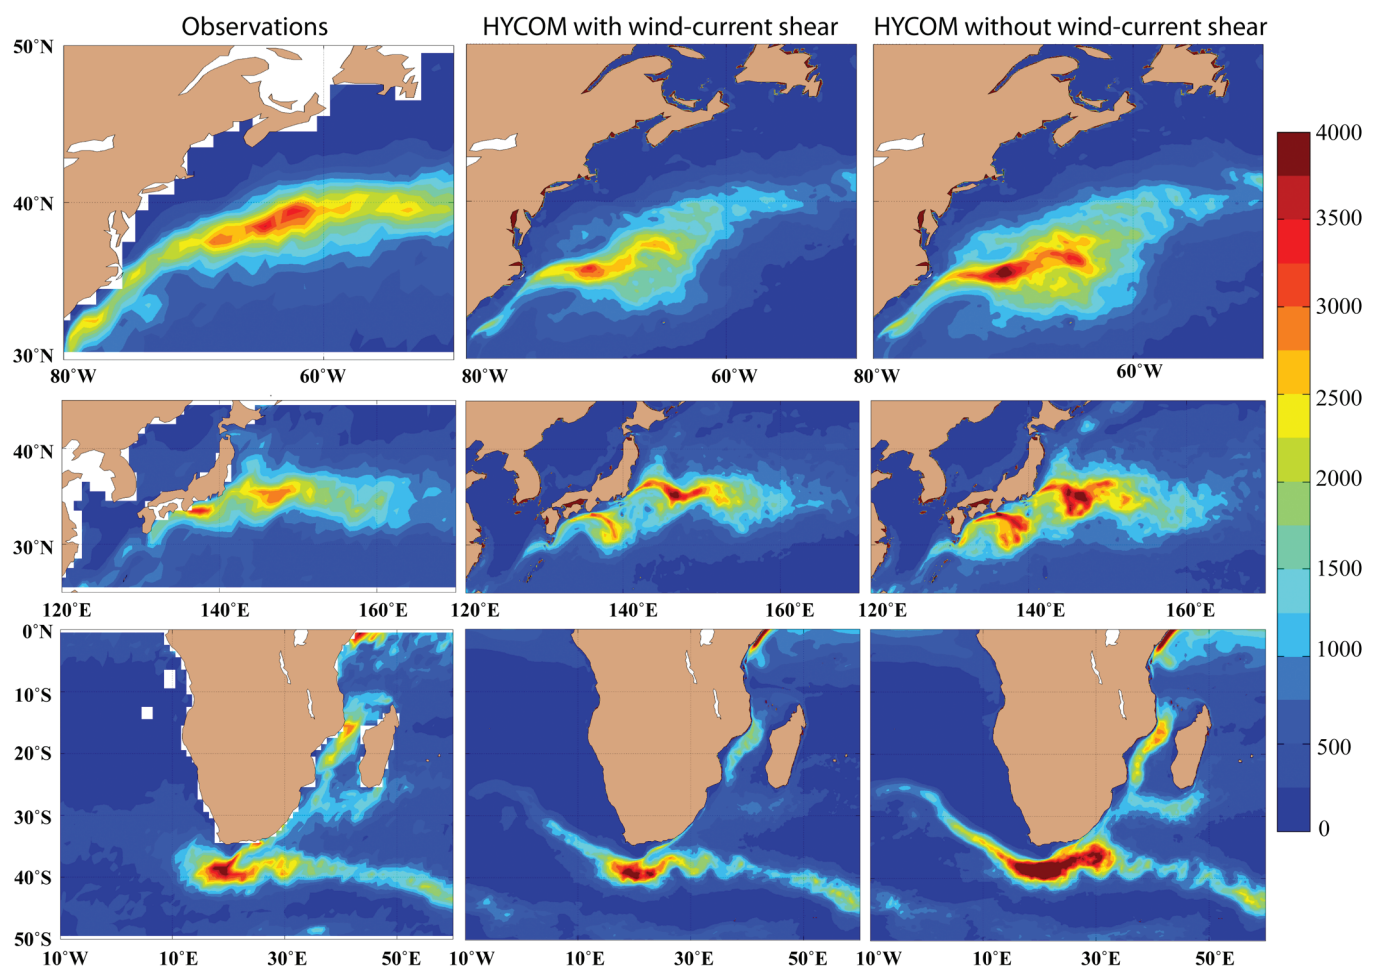 Observations HYCOM with wind-current shear HYCOM without wind-current shear
50˚N
40˚N
30˚N
80˚W 60˚W 80˚W 60˚W 80˚W 60˚W
40˚N
30˚N
120˚E 140˚E 160˚E 120˚E 140˚E 160˚E 120˚E 140˚E 160˚E
0˚N
10˚S
20˚S
30˚S
40˚S
50˚S
10˚W 10˚E 30˚E 50˚E 10˚W 10˚E 30˚E 50˚E 10˚W 10˚E 30˚E 50˚E
4000
3500
3000
2500
2000
1500
1000
500
0